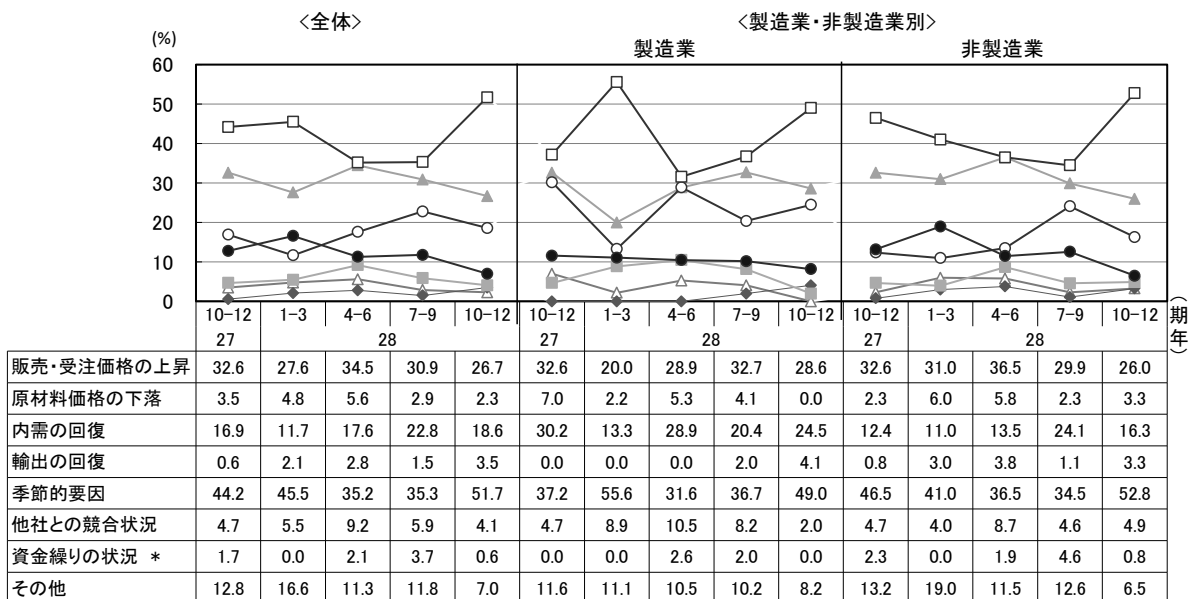 ＜全体＞ ＜製造業・非製造業別＞
(%) 製造業 非製造業
60
50
40
30
20
10
0
10−12 1−3 4−6 7−9 10−12 10−12 1−3 4−6 7−9 10−12 10−12 1−3 4−6 7−9 10−12 （期
27 28 27 28 27 28 年）
販売・受注価格の上昇 32.6 27.6 34.5 30.9 26.7 32.6 20.0 28.9 32.7 28.6 32.6 31.0 36.5 29.9 26.0
原材料価格の下落 3.5 4.8 5.6 2.9 2.3 7.0 2.2 5.3 4.1 0.0 2.3 6.0 5.8 2.3 3.3
内需の回復 16.9 11.7 17.6 22.8 18.6 30.2 13.3 28.9 20.4 24.5 12.4 11.0 13.5 24.1 16.3
輸出の回復 0.6 2.1 2.8 1.5 3.5 0.0 0.0 0.0 2.0 4.1 0.8 3.0 3.8 1.1 3.3
季節的要因 44.2 45.5 35.2 35.3 51.7 37.2 55.6 31.6 36.7 49.0 46.5 41.0 36.5 34.5 52.8
他社との競合状況 4.7 5.5 9.2 5.9 4.1 4.7 8.9 10.5 8.2 2.0 4.7 4.0 8.7 4.6 4.9
資金繰りの状況 * 1.7 0.0 2.1 3.7 0.6 0.0 0.0 2.6 2.0 0.0 2.3 0.0 1.9 4.6 0.8
その他 12.8 16.6 11.3 11.8 7.0 11.6 11.1 10.5 10.2 8.2 13.2 19.0 11.5 12.6 6.5